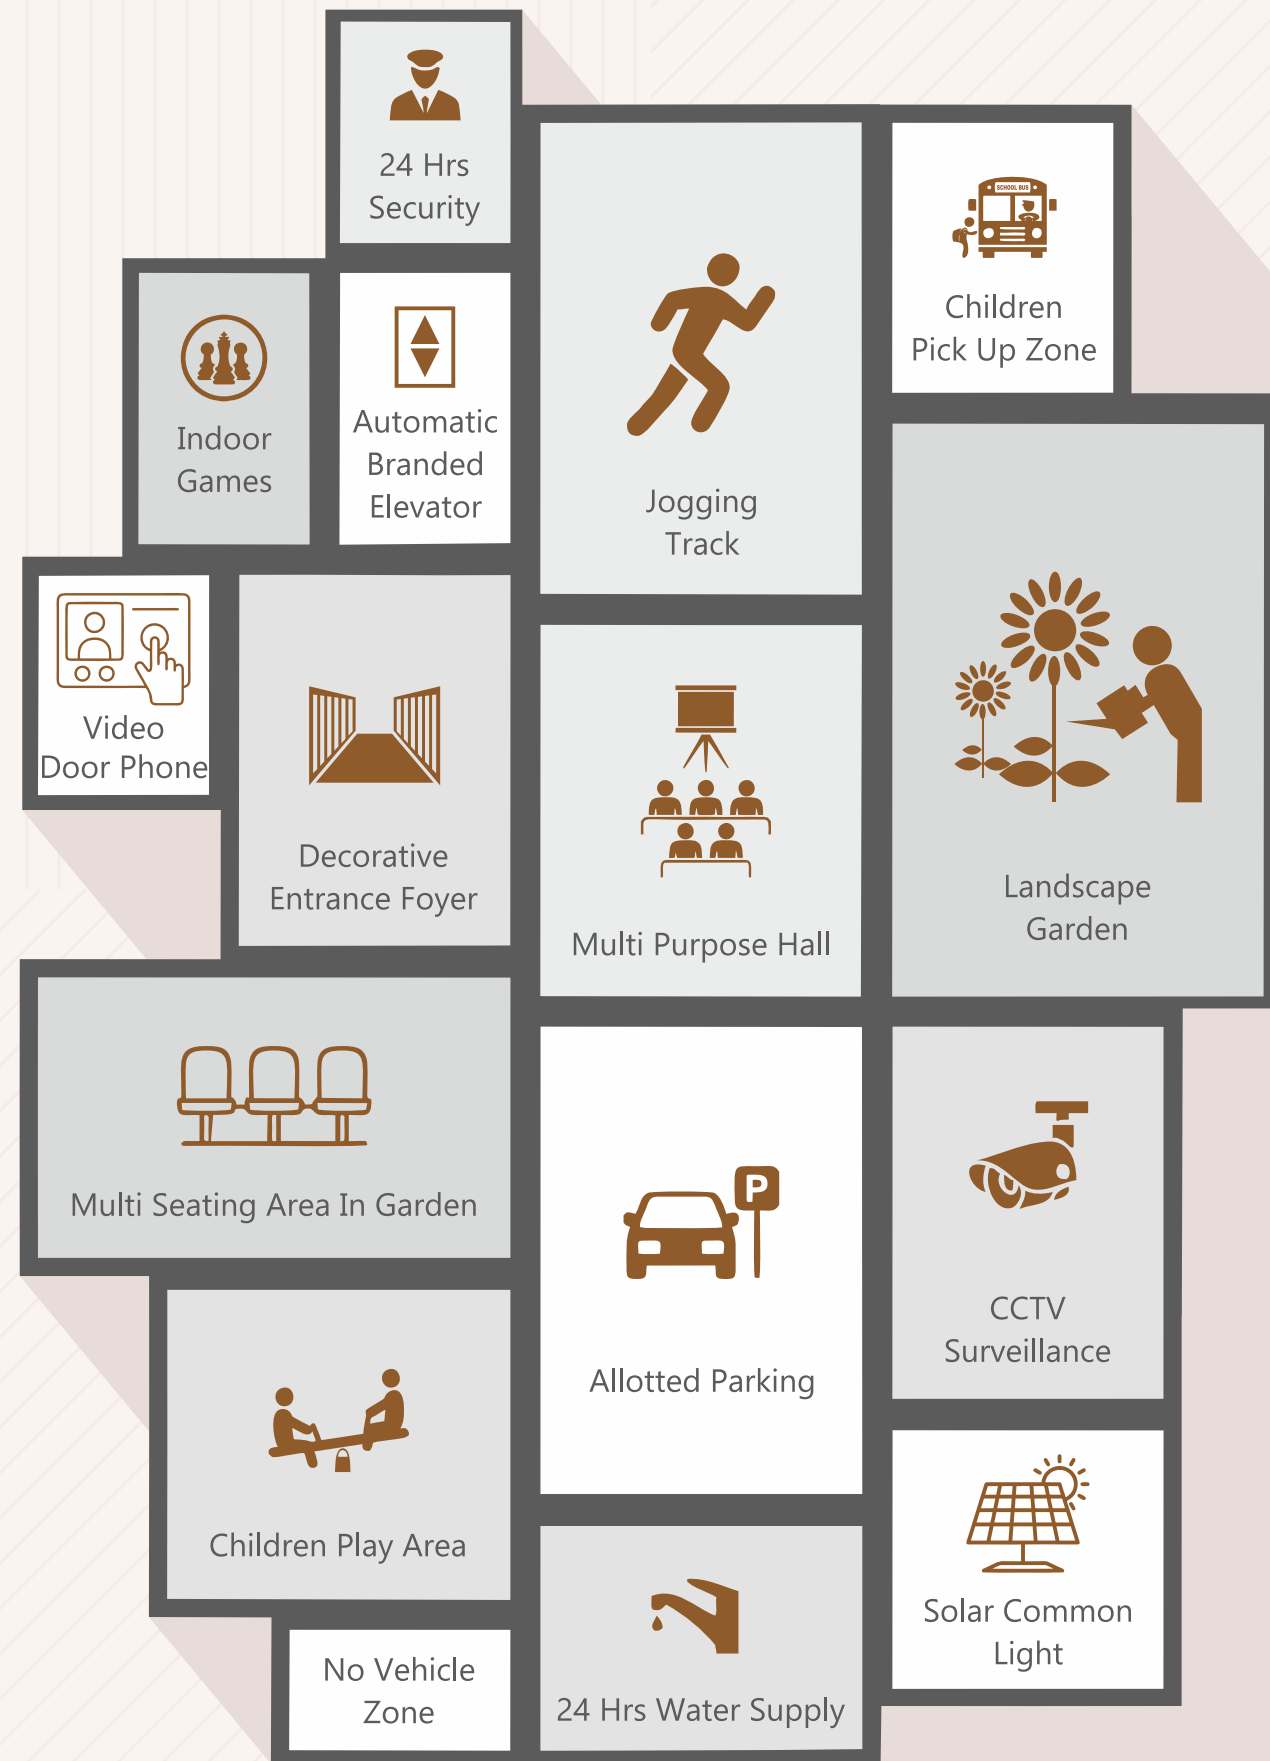 24 Hrs
Security
SCHOOL BUS
Children
Pick Up Zone
Indoor
Games
Automatic
Branded
Elevator
Jogging
Track
Video
Door Phone
Decorative
Entrance Foyer
Multi Purpose Hall
Landscape
Garden
Multi Seating Area In Garden
P
Allotted Parking
CCTV
Surveillance
Children Play Area
Solar Common
Light
No Vehicle
Zone
24 Hrs Water Supply